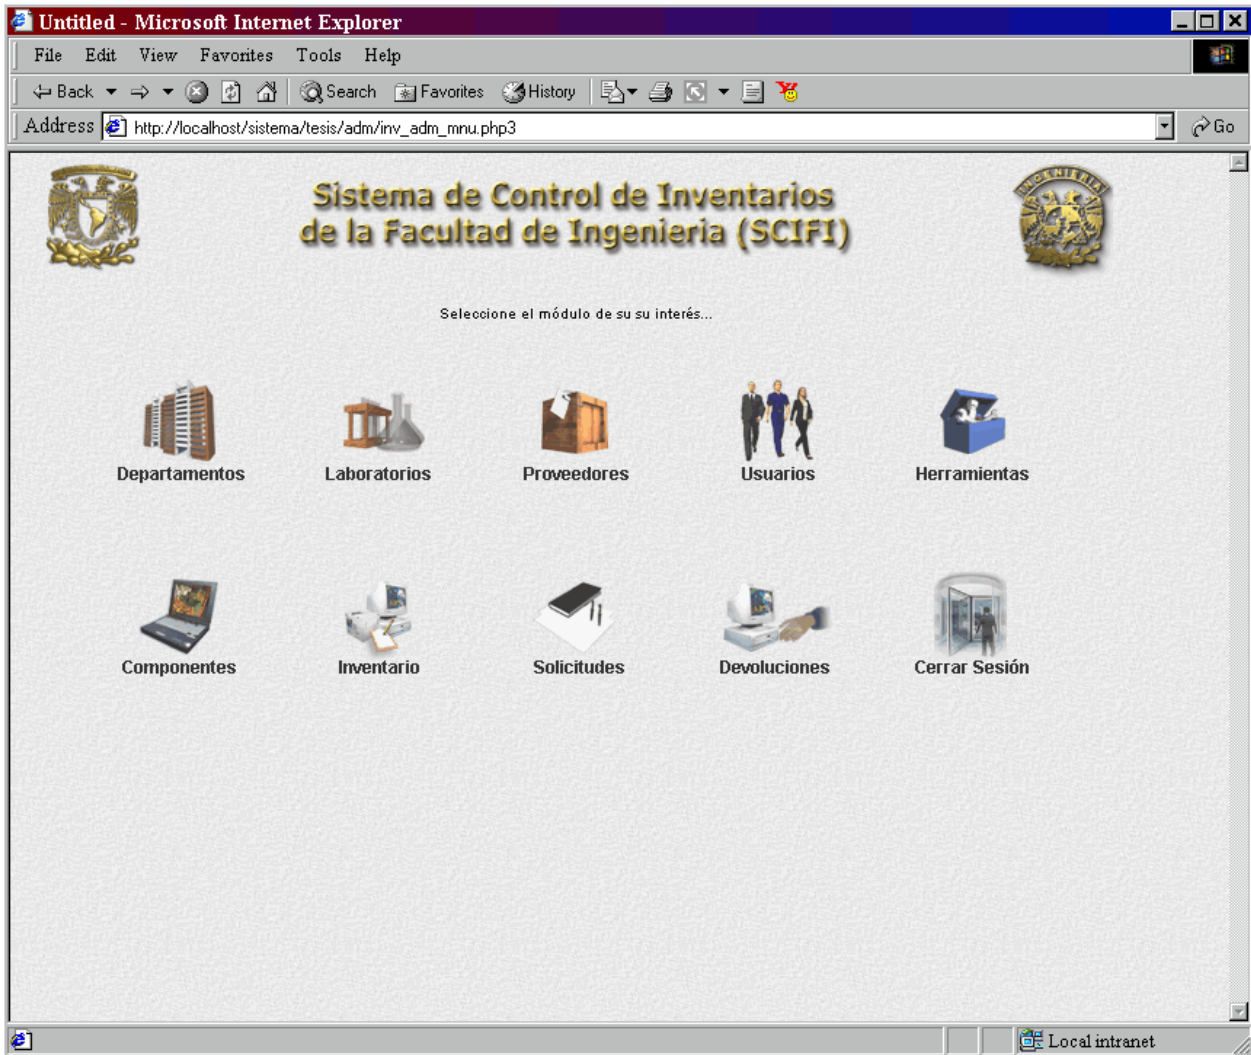 Untitled - Microsoft Internet Explorer
File Edit View Favorites Tools Help
Back Search Favorites History
Address http://localhost/sistema/tesis/adm/inv_adm_mnu.php3 Go
Sistema de Control de Inventarios
de la Facultad de Ingenieria (SCIFI)
INGENIERIA
Seleccione el módulo de su su interés...
Departamentos Laboratorios Proveedores Usuarios Herramientas
Componentes Inventario Solicitudes Devoluciones Cerrar Sesión
Local intranet